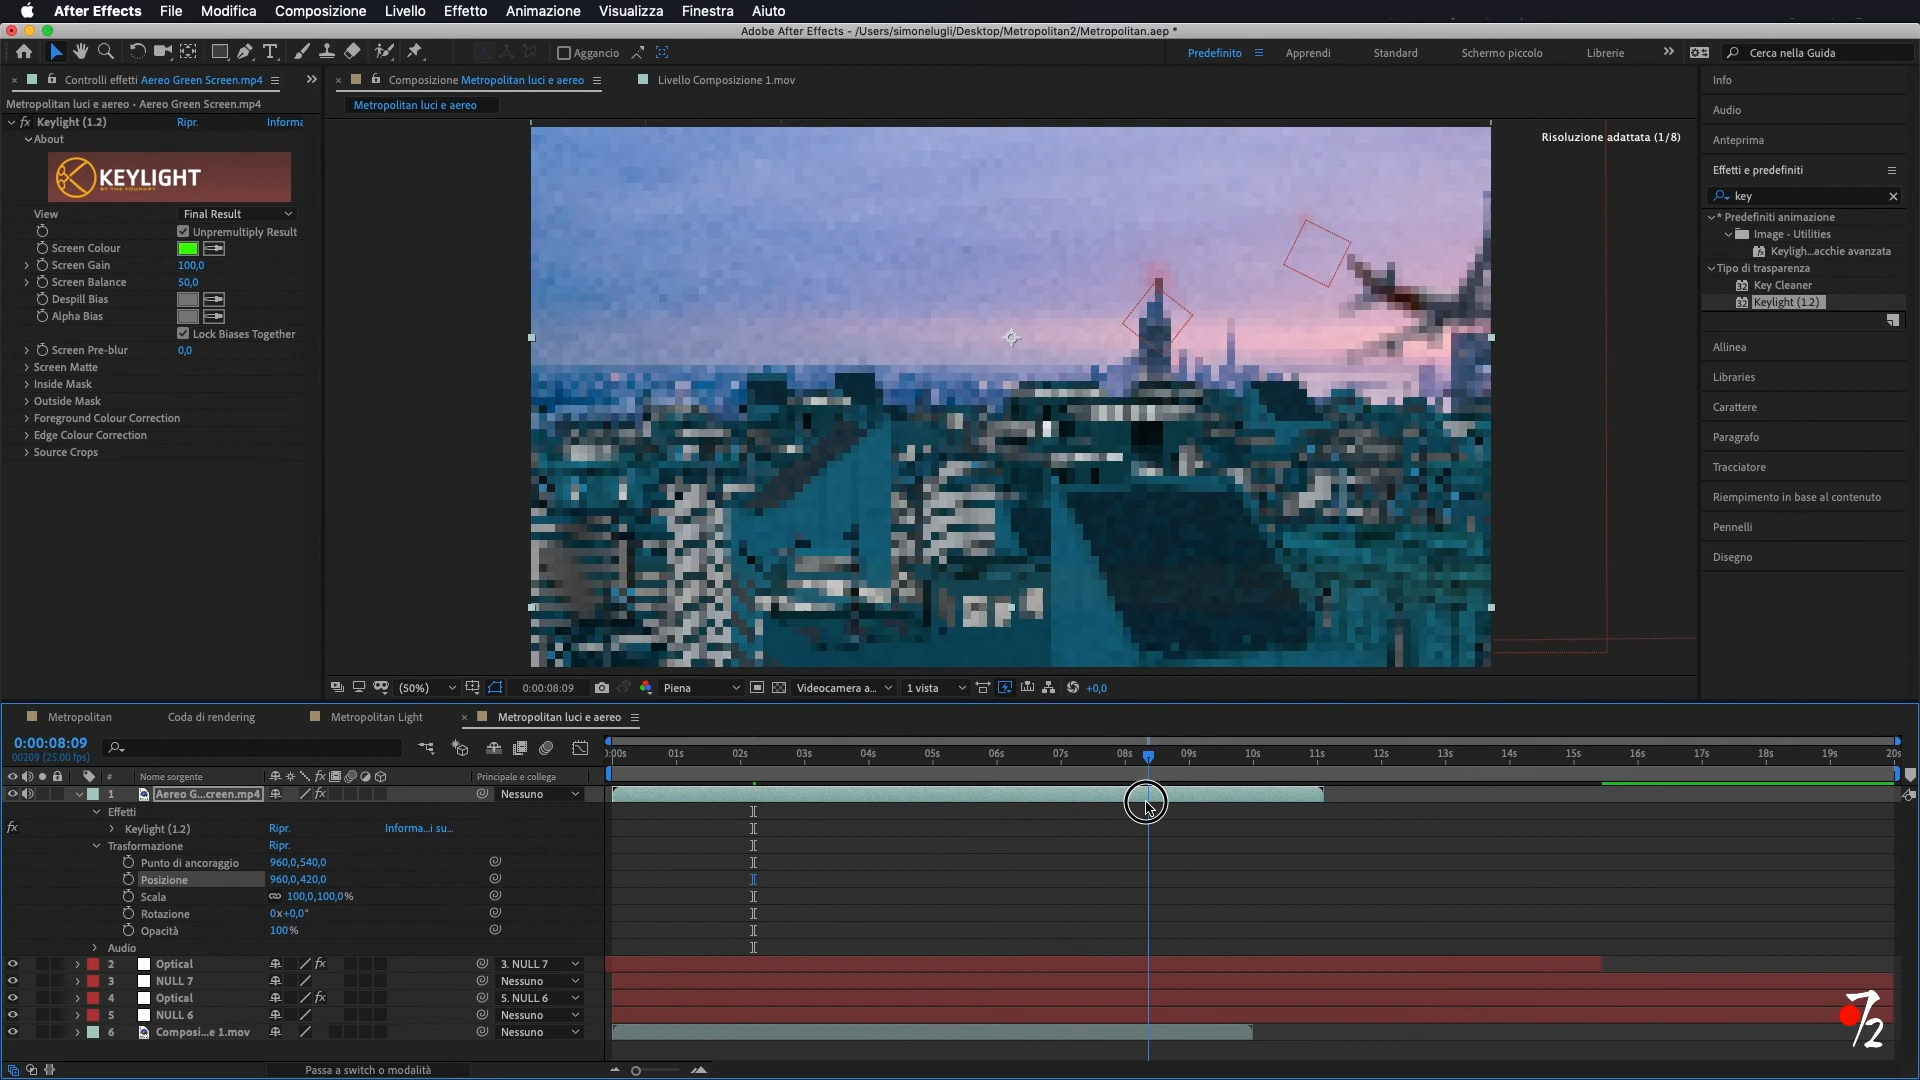 After Effects File Modifica Composizione Livello Effetto Animazione Visualizza Finestra Aiuto
Adobe After Effects - /Users/simonelugli/Desktop/Metropolitan2/Metropolitan.aep *
Aggancio
Predefinito
Apprendi
Standard
Schermo piccolo
Librerie
Cerca nella Guida
Controlli effetti Aereo Green Screen.mp4
Metropolitan luci e aereo • Aereo Green Screen.mp4
fx Keylight (1.2) Ripr. Informa
About
KEYLIGHT
BY THE FOUNDRY
View Final Result
Unpremultiply Result
Screen Colour
Screen Gain 100,0
Screen Balance 50,0
Despill Bias
Alpha Bias
Lock Biases Together
Screen Pre-blur 0,0
Screen Matte
Inside Mask
Outside Mask
Foreground Colour Correction
Edge Colour Correction
Source Crops
Composizione Metropolitan luci e aereo
Livello Composizione 1.mov
Metropolitan luci e aereo
Risoluzione adattata (1/8)
(50%) 0:00:08:09 Piena Videocamera a... 1 vista +0,0
Info
Audio
Anteprima
Effetti e predefiniti
key
* Predefiniti animazione
Image - Utilities
Keyligh...acchie avanzata
Tipo di trasparenza
32 Key Cleaner
32 Keylight (1.2)
Allinea
Libraries
Carattere
Paragrafo
Tracciatore
Riempimento in base al contenuto
Pennelli
Disegno
Metropolitan
Coda di rendering
Metropolitan Light
Metropolitan luci e aereo
0:00:08:09
00209 (25.00 fps)
# Nome sorgente fx Principale e collega
:00s 01s 02s 03s 04s 05s 06s 07s 08s 09s 10s 11s 12s 13s 14s 15s 16s 17s 18s 19s 20s
1 Aereo G...creen.mp4 fx Nessuno
Effetti
fx Keylight (1.2) Ripr. Informa...i su...
Trasformazione Ripr.
Punto di ancoraggio 960,0,540,0
Posizione 960,0,420,0
Scala 100,0,100,0%
Rotazione 0x+0,0°
Opacità 100%
Audio
2 Optical fx 3. NULL 7
3 NULL 7 Nessuno
4 Optical fx 5. NULL 6
5 NULL 6 Nessuno
6 Composi...e 1.mov Nessuno
Passa a switch o modalità
7/2